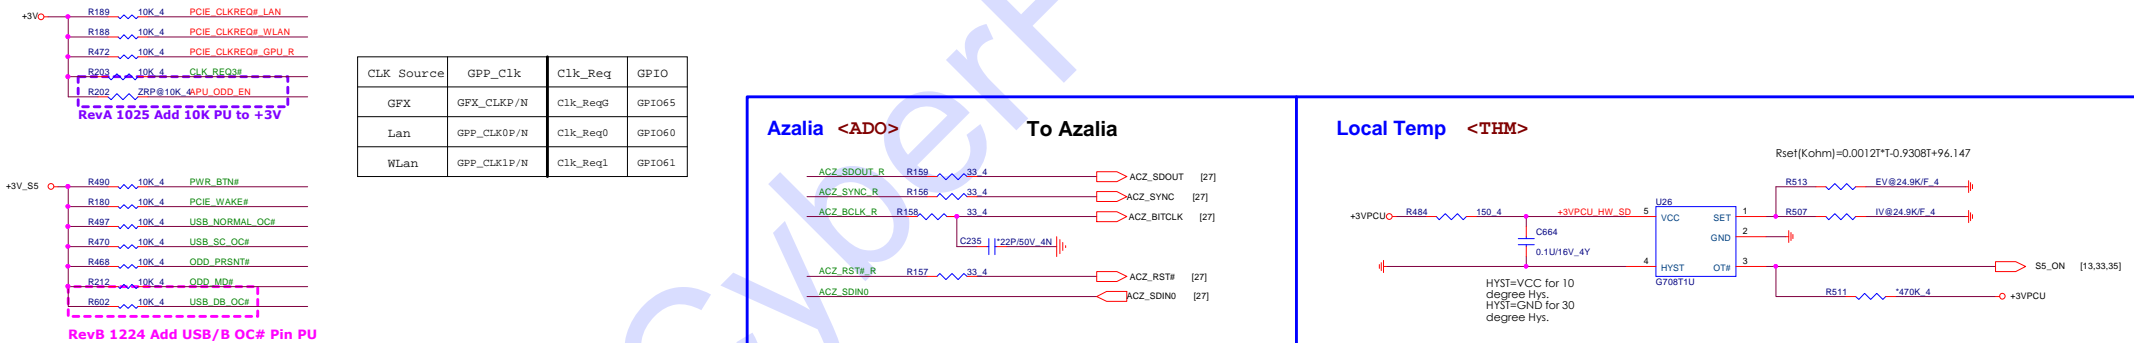 +3V
R189 10K_4 PCIE_CLKREQ#_LAN
R188 10K_4 PCIE_CLKREQ#_WLAN
R472 10K_4 PCIE_CLKREQ#_GPU_R
R203 10K_4 CLK_REQ3#
R202 ZRP@10K_4 APU_ODD_EN
RevA 1025 Add 10K PU to +3V
+3V_S5
R490 10K_4 PWR_BTN#
R180 10K_4 PCIE_WAKE#
R497 10K_4 USB_NORMAL_OC#
R470 10K_4 USB_SC_OC#
R468 10K_4 ODD_PRSNT#
R212 10K_4 ODD_MD#
R602 10K_4 USB_DB_OC#
RevB 1224 Add USB/B OC# Pin PU
CLK Source GPP_Clk Clk_Req GPIO
GFX GFX_CLKP/N Clk_ReqG GPIO65
Lan GPP_CLK0P/N Clk_Req0 GPIO60
WLan GPP_CLK1P/N Clk_Req1 GPIO61
Azalia <ADO> To Azalia
ACZ_SDOUT_R R159 33_4 ACZ_SDOUT [27]
ACZ_SYNC_R R156 33_4 ACZ_SYNC [27]
ACZ_BCLK_R R158 33_4 ACZ_BITCLK [27]
C235 *22P/50V_4N
ACZ_RST#_R R157 33_4 ACZ_RST# [27]
ACZ_SDIN0 ACZ_SDIN0 [27]
Local Temp <THM>
Rset(Kohm)=0.0012T*T-0.9308T+96.147
R513 EV@24.9K/F_4
R507 IV@24.9K/F_4
+3VPCU R484 150_4 +3VPCU_HW_SD
C664
0.1U/16V_4Y
U26
5 VCC SET 1
GND 2
4 HYST OT# 3
G708T1U
S5_ON [13,33,35]
R511 *470K_4 +3VPCU
HYST=VCC for 10
degree Hys.
HYST=GND for 30
degree Hys.